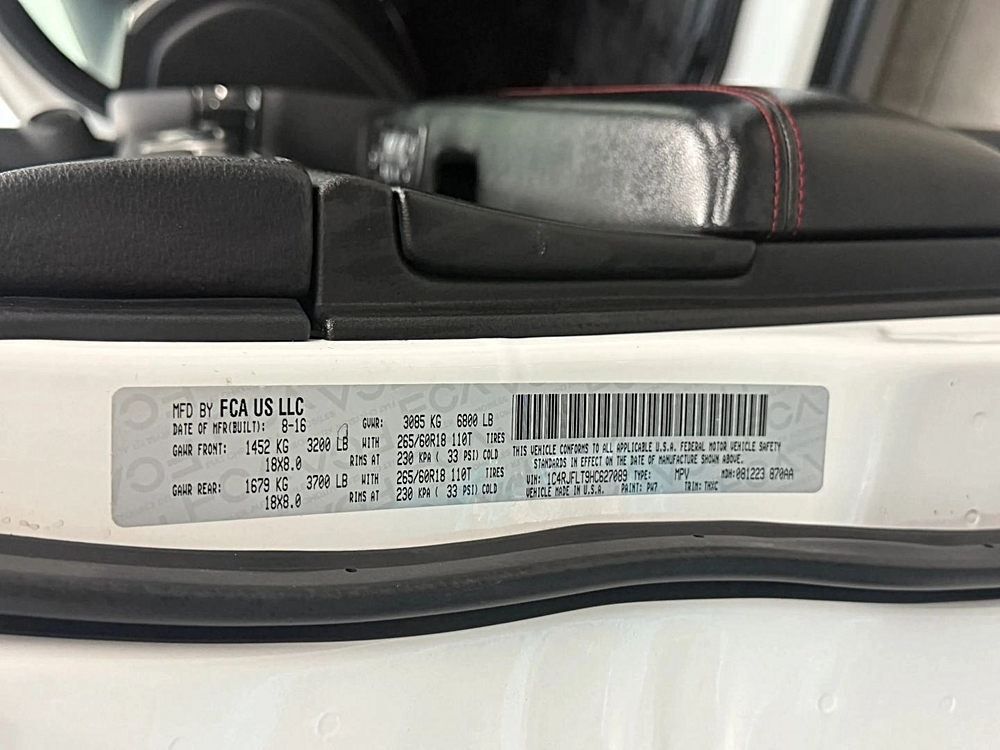 MFD BY FCA US LLC
DATE OF MFR(BUILT): 8-16 GVWR: 3085 KG 6800 LB
GAWR FRONT: 1452 KG 3200 LB WITH 265/60R18 110T TIRES
18X8.0 RIMS AT 230 KPA ( 33 PSI) COLD
GAWR REAR: 1679 KG 3700 LB WITH 265/60R18 110T TIRES
18X8.0 RIMS AT 230 KPA ( 33 PSI) COLD
THIS VEHICLE CONFORMS TO ALL APPLICABLE U.S.A. FEDERAL MOTOR VEHICLE SAFETY
STANDARDS IN EFFECT ON THE DATE OF MANUFACTURE SHOWN ABOVE.
VIN: 1C4RJFLT9HC627089 TYPE: MPV MDH: 081223 870AA
VEHICLE MADE IN U.S.A. PAINT: PW7 TRIM: THXC